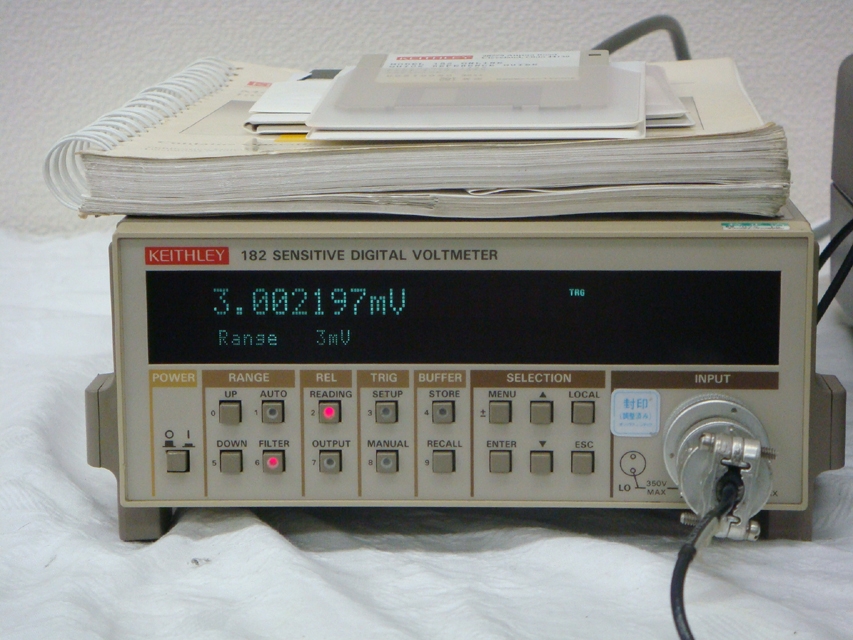 KEITHLEY
KEITHLEY 182 SENSITIVE DIGITAL VOLTMETER
3.002197mV
TRG
Range 3mV
POWER RANGE REL TRIG BUFFER SELECTION INPUT
UP AUTO READING SETUP STORE MENU ▲ LOCAL
0 1 2 3 4 ±
封印
O I
DOWN FILTER OUTPUT MANUAL RECALL ENTER ▼ ESC
5 6 7 8 9
LO 350V MAX